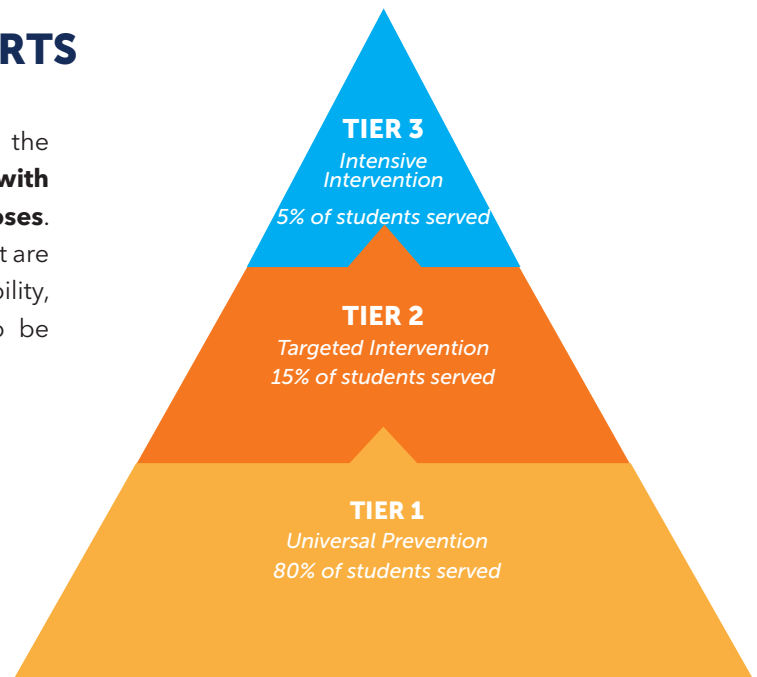 RTS
the
with
oses.
t are
bility,
o be
TIER 3
Intensive
Intervention
5% of students served
TIER 2
Targeted Intervention
15% of students served
TIER 1
Universal Prevention
80% of students served